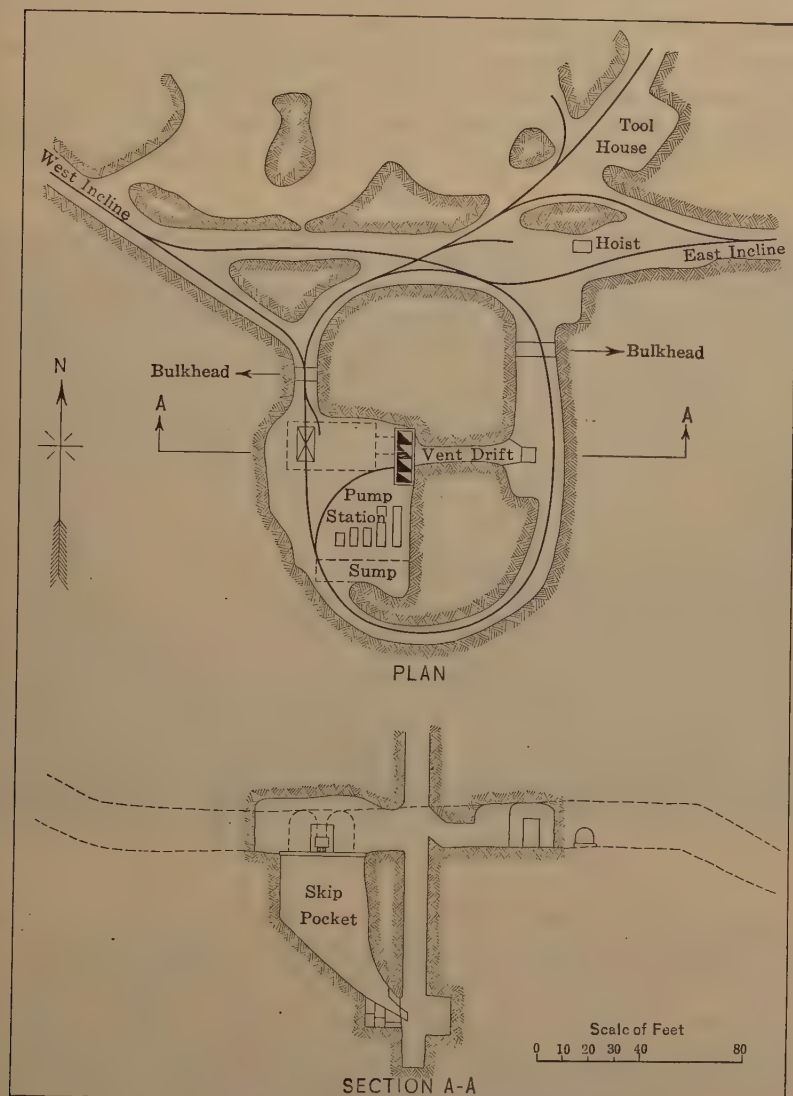 Tool
House
West Incline
Hoist
East Incline
N
Bulkhead
Bulkhead
A
A
Vent Drift
Pump
Station
Sump
PLAN
Skip
Pocket
Scale of Feet
0 10 20 30 40 80
SECTION A-A